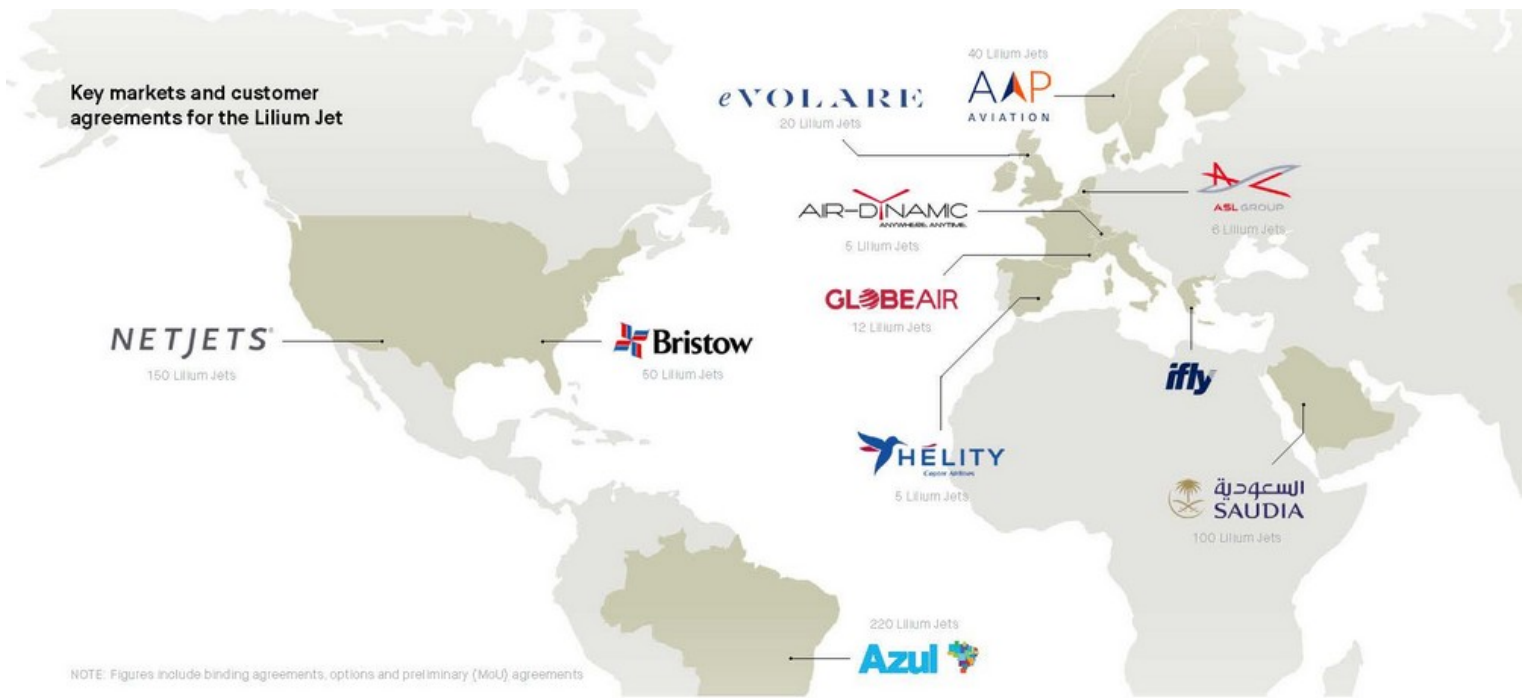 Key markets and customer
agreements for the Lilium Jet
40 Lilium Jets
AAP
AVIATION
eVOLARE
20 Lilium Jets
ASL GROUP
6 Lilium Jets
AIR-DYNAMIC
ANYWHERE. ANYTIME.
5 Lilium Jets
GLOBEAIR
12 Lilium Jets
NETJETS®
150 Lilium Jets
Bristow
50 Lilium Jets
ifly
HÉLITY
Copter Airlines
5 Lilium Jets
السعودية
SAUDIA
100 Lilium Jets
220 Lilium Jets
Azul
NOTE: Figures include binding agreements, options and preliminary (MoU) agreements